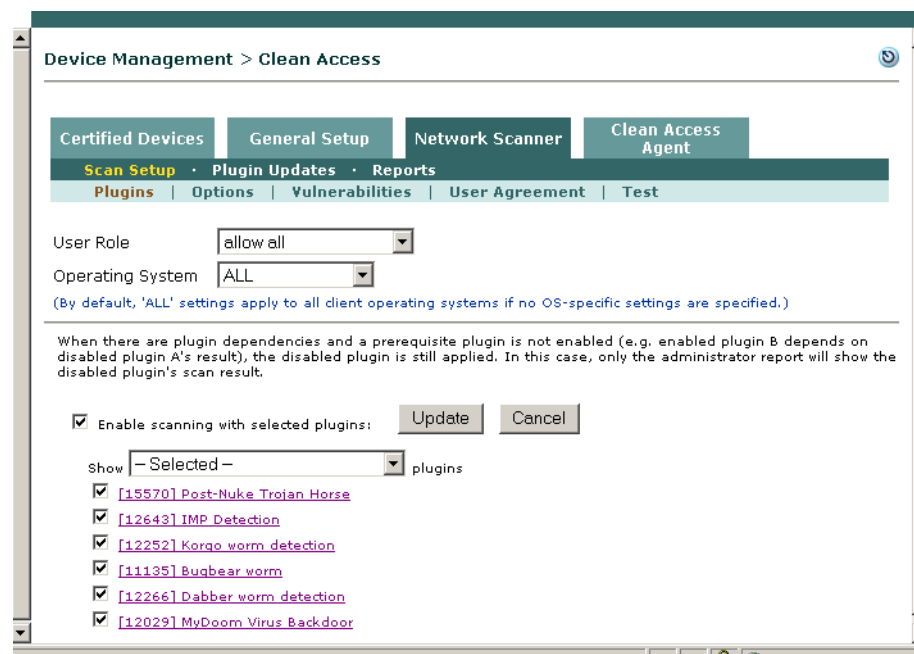 Device Management > Clean Access
Certified Devices
General Setup
Network Scanner
Clean Access
Agent
Scan Setup · Plugin Updates · Reports
Plugins | Options | Vulnerabilities | User Agreement | Test
User Role allow all
Operating System ALL
(By default, 'ALL' settings apply to all client operating systems if no OS-specific settings are specified.)
When there are plugin dependencies and a prerequisite plugin is not enabled (e.g. enabled plugin B depends on
disabled plugin A's result), the disabled plugin is still applied. In this case, only the administrator report will show the
disabled plugin's scan result.
Enable scanning with selected plugins: Update Cancel
Show -- Selected -- plugins
[15570] Post-Nuke Trojan Horse
[12643] IMP Detection
[12252] Korgo worm detection
[11135] Bugbear worm
[12266] Dabber worm detection
[12029] MyDoom Virus Backdoor